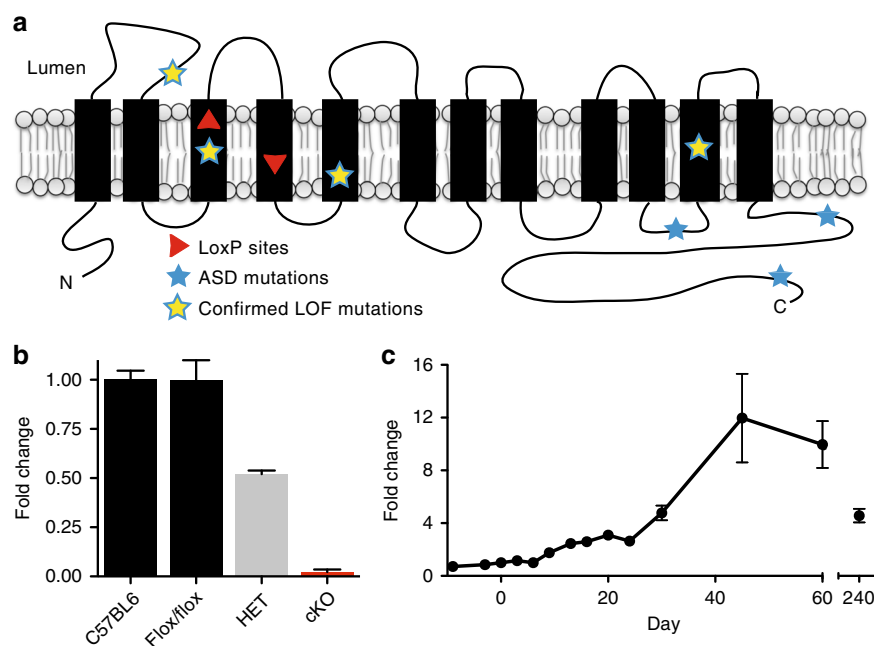 a
Lumen
N
LoxP sites
ASD mutations
Confirmed LOF mutations
C
b
Fold change
1.00
0.75
0.50
0.25
0.00
C57BL6
Flox/flox
HET
cKO
c
Fold change
16
12
8
4
0
0 20 40 60 240
Day